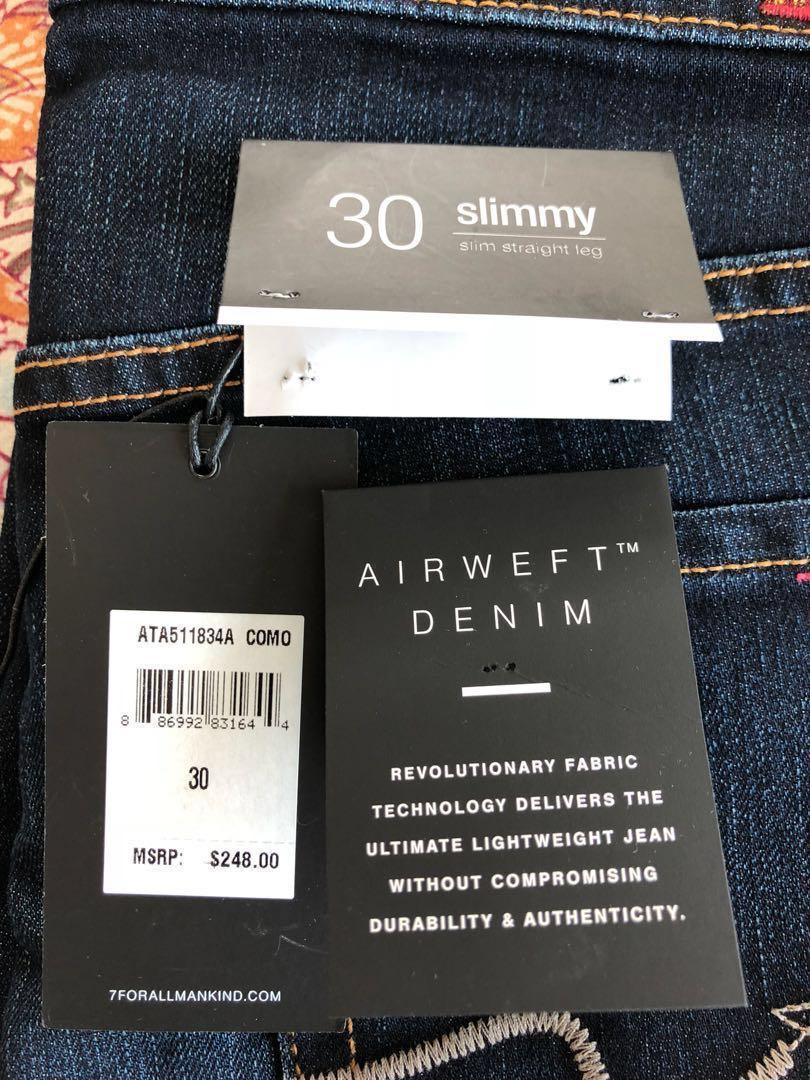 30 slimmy
slim straight leg
ATA511834A COMO
8 86992 83164 4
30
MSRP: $248.00
7FORALLMANKIND.COM
AIRWEFT™
DENIM
REVOLUTIONARY FABRIC
TECHNOLOGY DELIVERS THE
ULTIMATE LIGHTWEIGHT JEAN
WITHOUT COMPROMISING
DURABILITY & AUTHENTICITY.